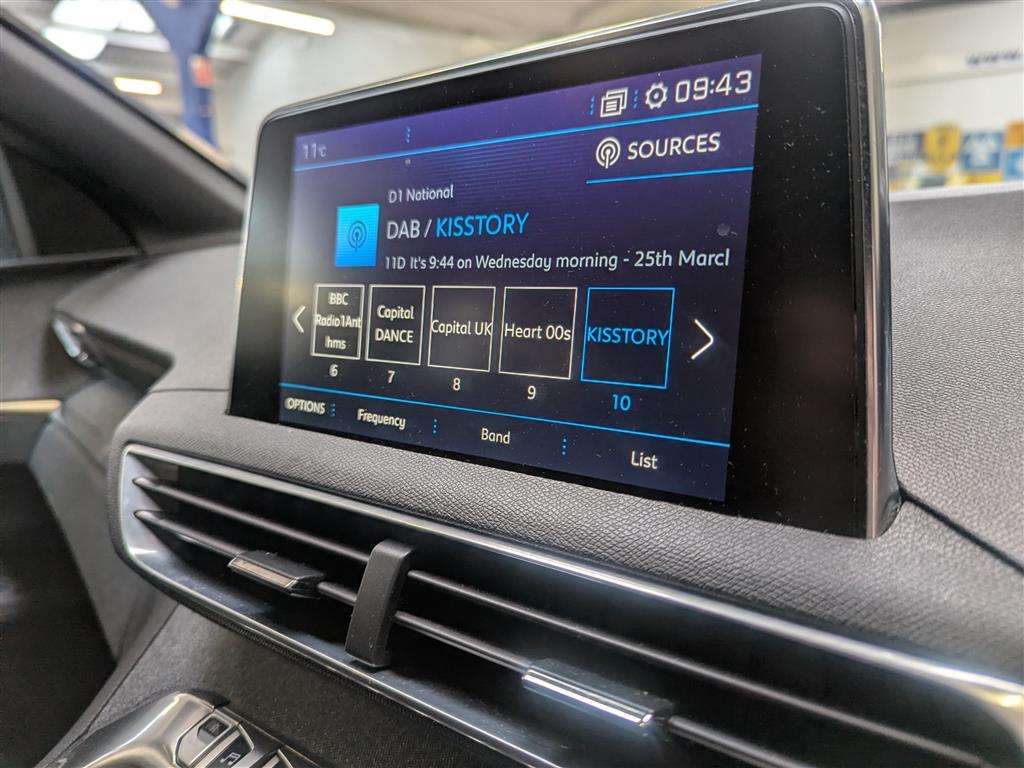 11°C
09:43
SOURCES
D1 National
DAB / KISSTORY
11D It's 9:44 on Wednesday morning - 25th Marcl
BBC
Radio1Ant
hms
6
Capital
DANCE
7
Capital UK
8
Heart 00s
9
KISSTORY
10
OPTIONS
Frequency
Band
List
www.